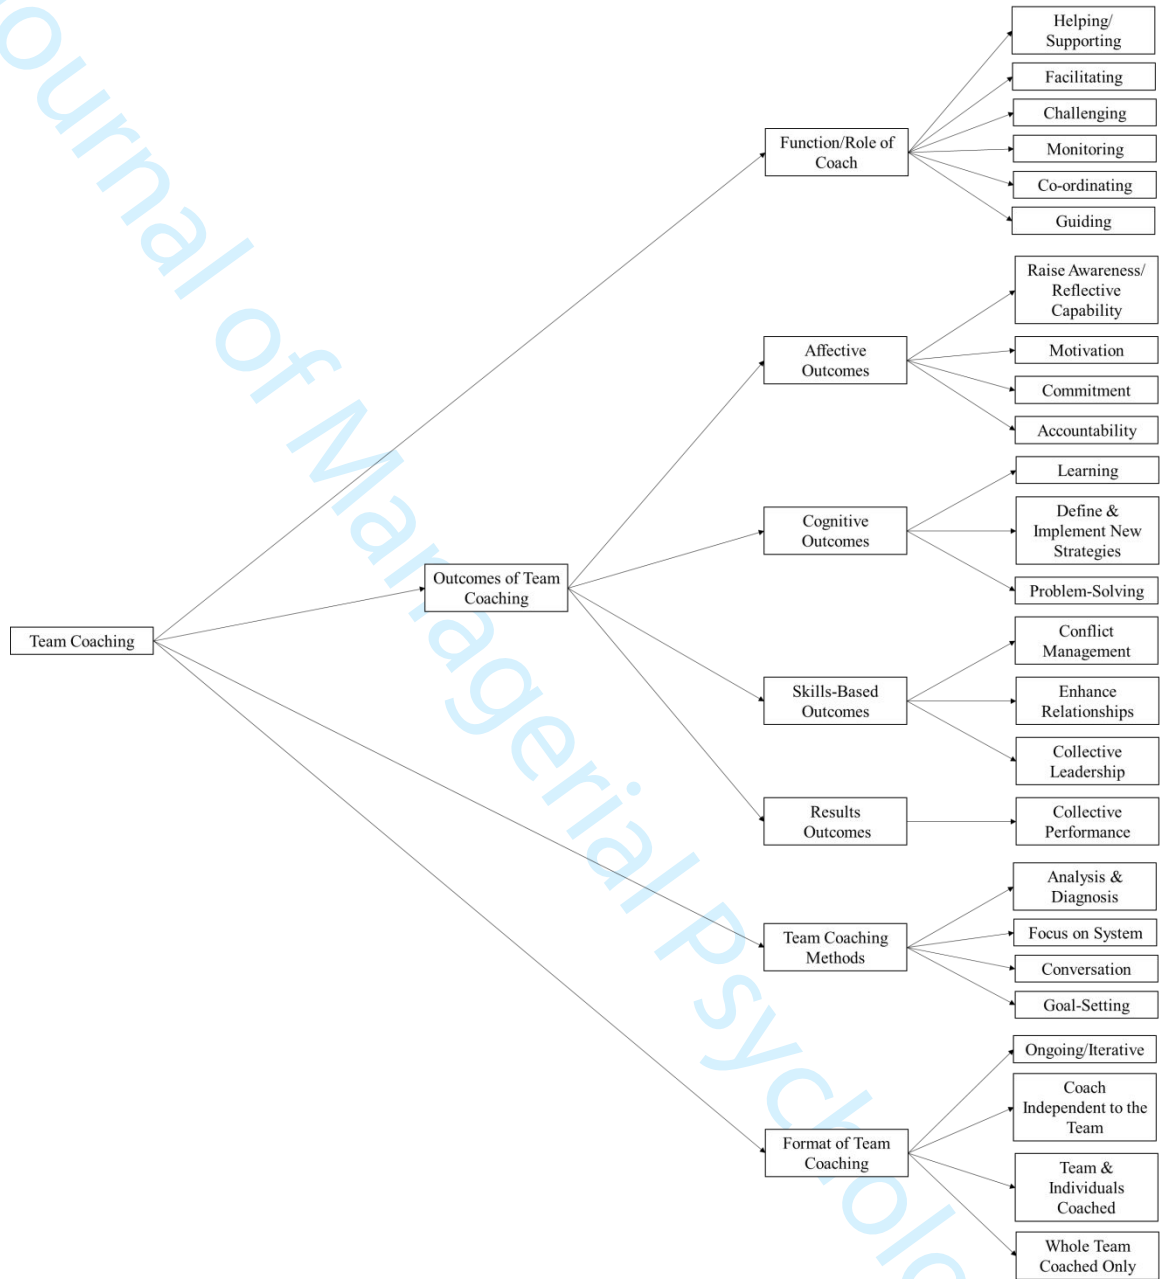 Journal of Managerial Psycholo
Helping/
Supporting
Facilitating
Challenging
Function/Role of
Coach
Monitoring
Co-ordinating
Guiding
Raise Awareness/
Reflective
Capability
Affective
Outcomes
Motivation
Commitment
Accountability
Learning
Cognitive
Outcomes
Define &
Implement New
Strategies
Problem-Solving
Outcomes of Team
Coaching
Team Coaching
Conflict
Management
Skills-Based
Outcomes
Enhance
Relationships
Collective
Leadership
Results
Outcomes
Collective
Performance
Analysis &
Diagnosis
Team Coaching
Methods
Focus on System
Conversation
Goal-Setting
Ongoing/Iterative
Coach
Independent to the
Team
Format of Team
Coaching
Team &
Individuals
Coached
Whole Team
Coached Only